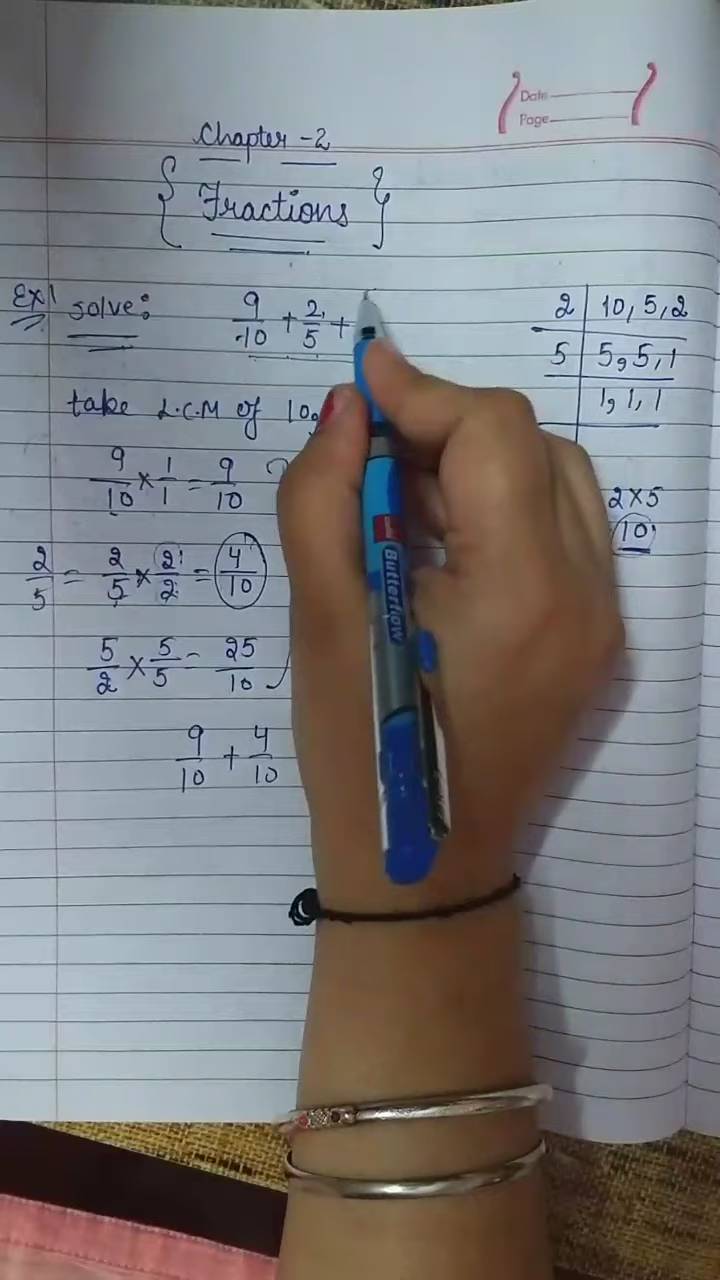 Date
Page
Chapter - 2
{ Fractions }
Ex1 solve: 9/10 + 2/5 +
take L.C.M of 10,
9/10 × 1/1 = 9/10
2/5 = 2/5 × 2/2 = 4/10
5/2 × 5/5 = 25/10
9/10 + 4/10
2 | 10, 5, 2
5 | 5, 5, 1
1, 1, 1
2 × 5
10
Butterflow